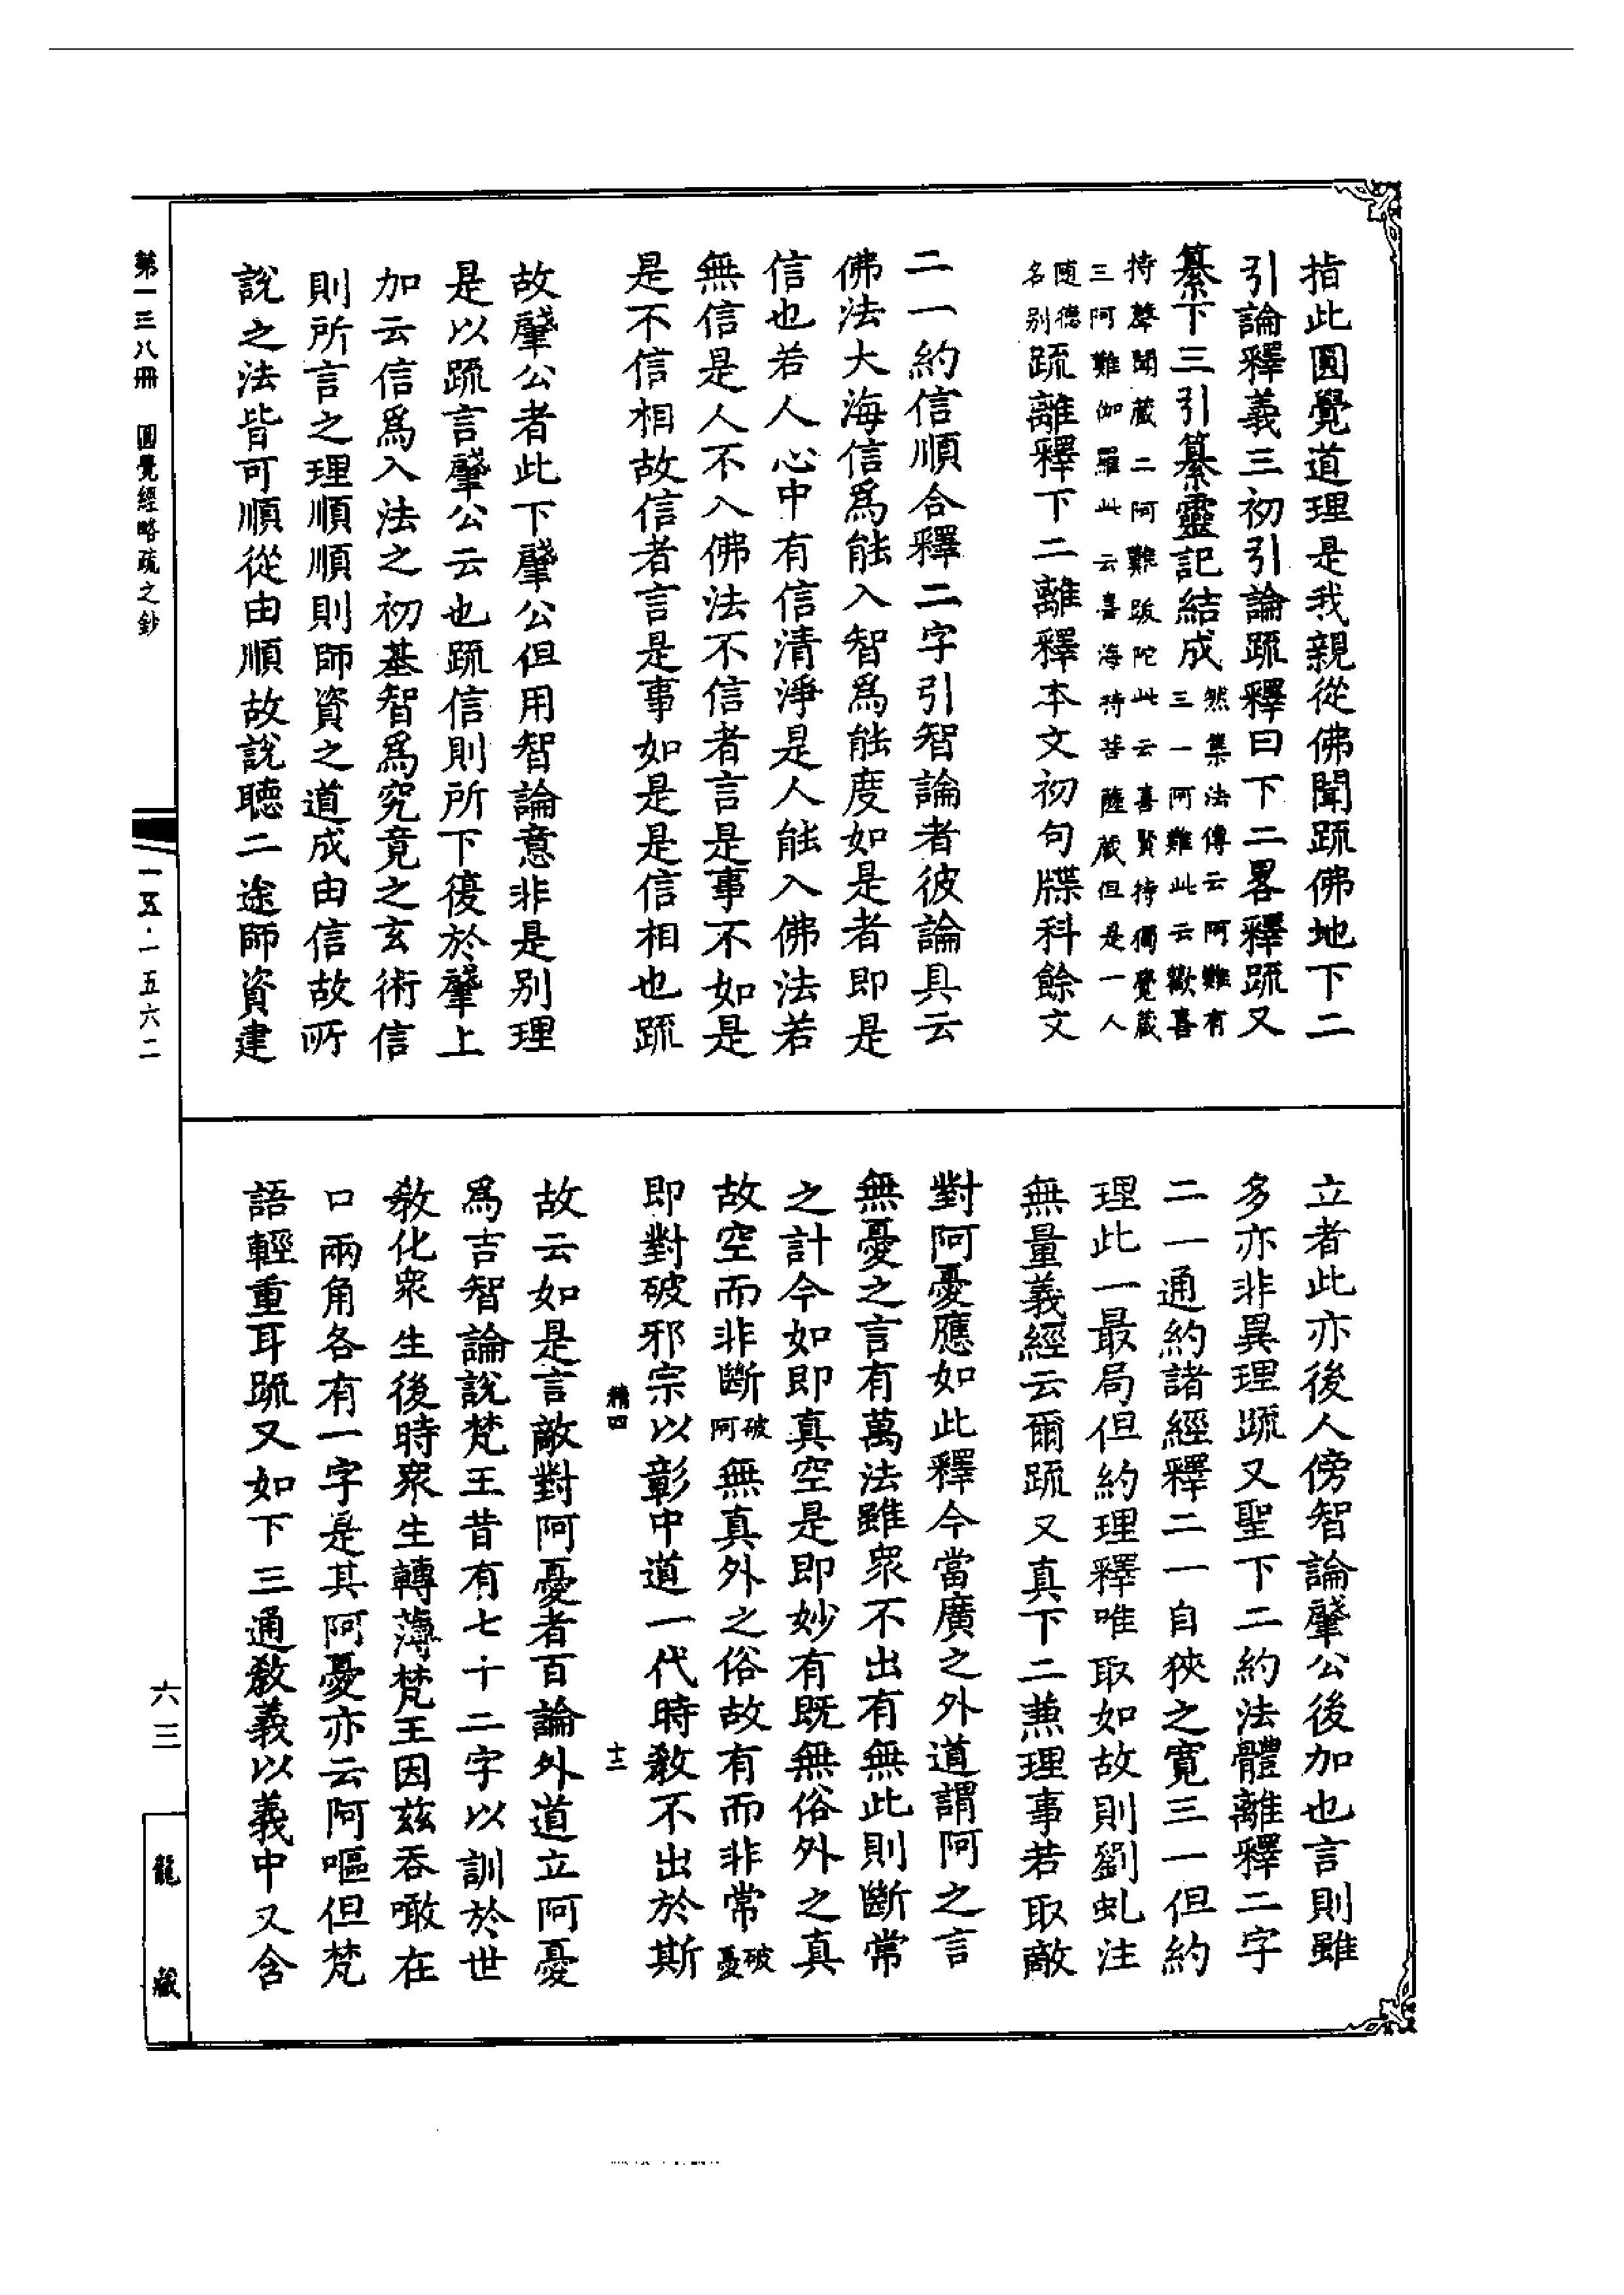 指此圓覺道理是我親從佛聞䟽佛地下二
引論釋義三初引論䟽釋曰下二畧釋䟽又
纂下三引纂靈記結成然集法傳云阿難有
三一阿難此云歡喜
持聲聞藏二阿難跋陀此云喜賢持獨覺藏
三阿難伽羅此云喜海持菩薩藏但是一人
随德
名别䟽離釋下二離釋本文初句牒科餘文
二一約信順合釋二字引智論者彼論具云
佛法大海信爲能入智爲能度如是者即是
信也若人心中有信清淨是人能入佛法若
無信是人不入佛法不信者言是事不如是
是不信相故信者言是事如是是信相也䟽
故肇公者此下肇公但用智論意非是别理
是以䟽言肇公云也䟽信則所下復於肇上
加云信爲入法之初基智爲究竟之玄術信
則所言之理順順則師資之道成由信故所
說之法皆可順從由順故說聽二途師資建
立者此亦後人傍智論肇公後加也言則雖
多亦非異理䟽又聖下二約法體離釋二字
二一通約諸經釋二一自狹之寬三一但約
理此一最局但約理釋唯取如故則劉虬注
無量義經云爾䟽又真下二兼理事若取敵
對阿憂應如此釋今當廣之外道謂阿之言
無憂之言有萬法雖衆不出有無此則斷常
之計今如即真空是即妙有既無俗外之真
故空而非斷破阿無真外之俗故有而非常破憂
即對破邪宗以彰中道一代時教不出於斯
精四
十二
故云如是言敵對阿憂者百論外道立阿憂
爲吉智論說梵王昔有七十二字以訓於世
教化衆生後時衆生轉薄梵王因兹吞噉在
口兩角各有一字是其阿憂亦云阿嘔但梵
語輕重耳䟽又如下三通教義以義中又含
第一三八冊　圓覺經略疏之鈔
一五·一五六二
六三
龍藏